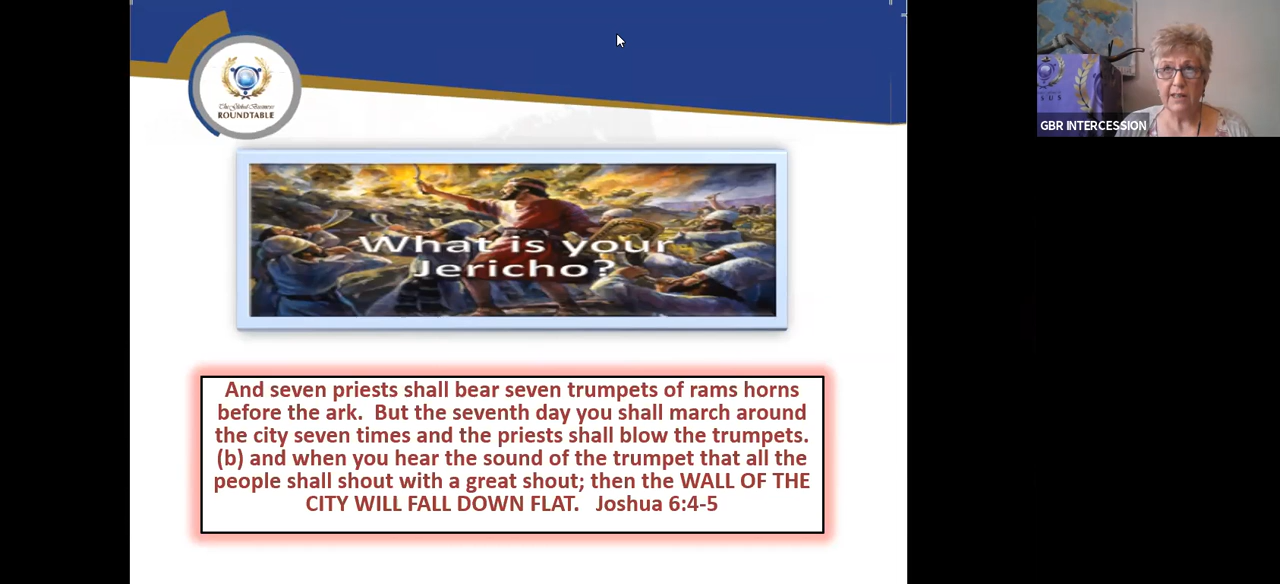 The Global Business
ROUNDTABLE
What is your
Jericho?
And seven priests shall bear seven trumpets of rams horns
before the ark.  But the seventh day you shall march around
the city seven times and the priests shall blow the trumpets.
(b) and when you hear the sound of the trumpet that all the
people shall shout with a great shout; then the WALL OF THE
CITY WILL FALL DOWN FLAT.   Joshua 6:4-5
GBR INTERCESSION